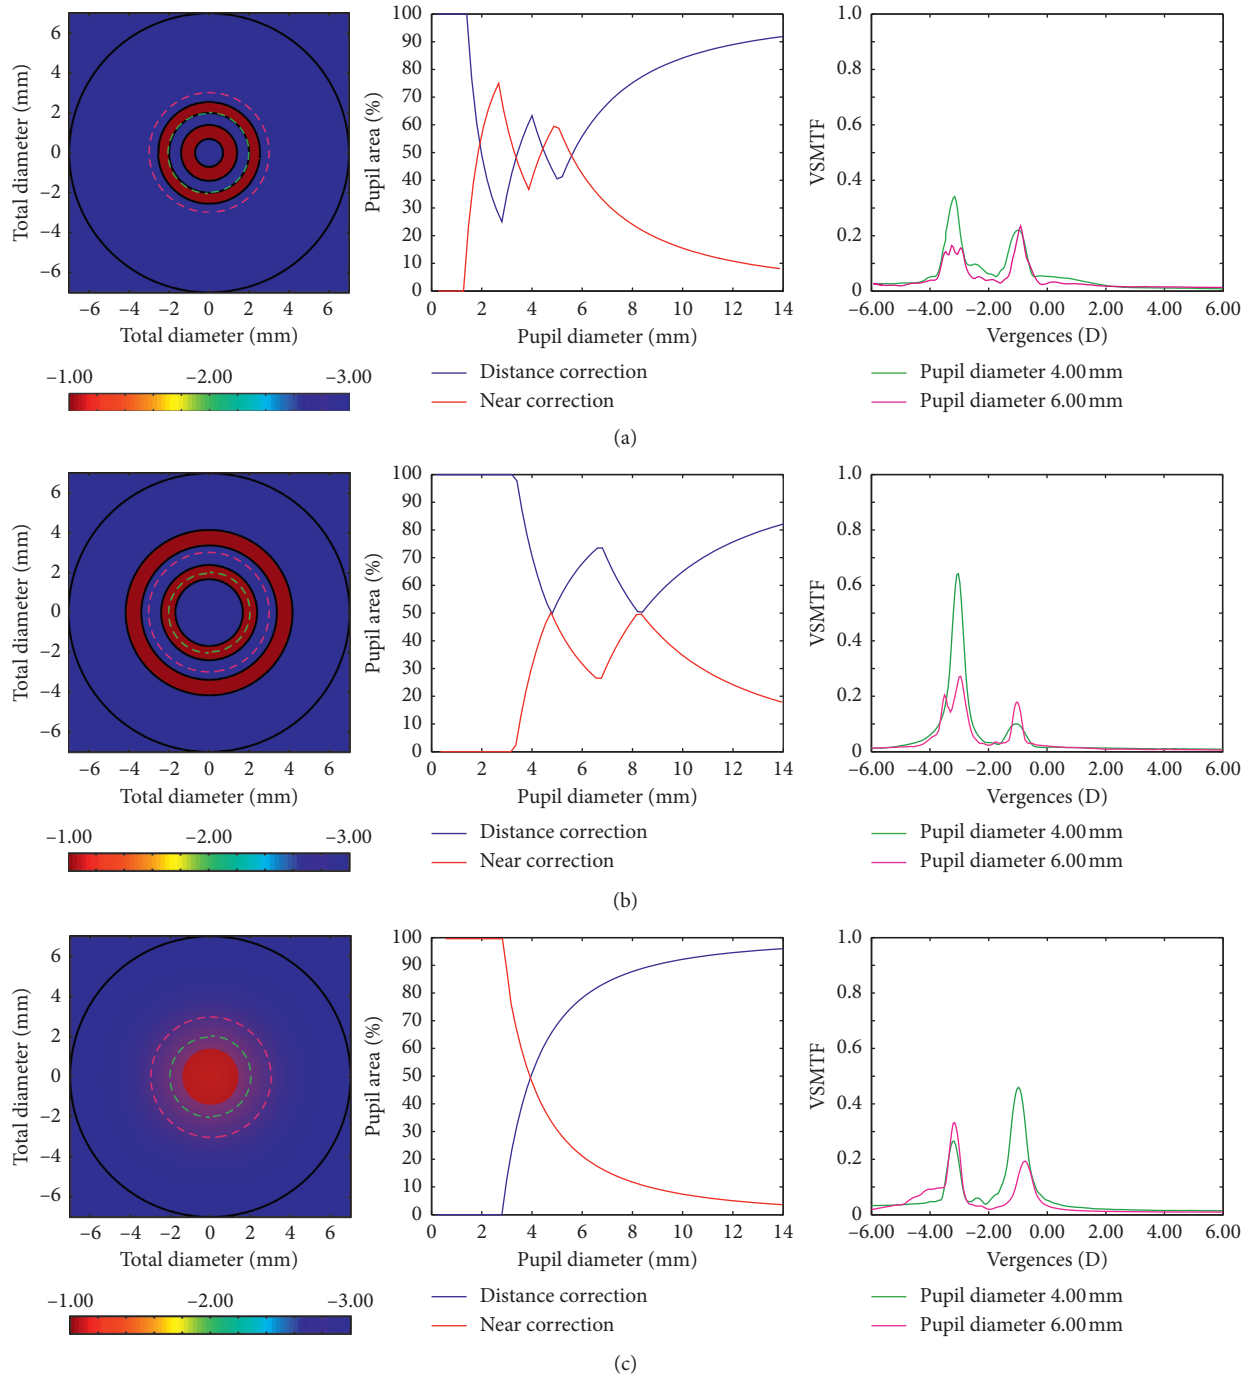 Total diameter (mm)
6
4
2
0
−2
−4
−6
−6 −4 −2 0 2 4 6
Total diameter (mm)
−1.00 −2.00 −3.00
Pupil area (%)
100
90
80
70
60
50
40
30
20
10
0
0 2 4 6 8 10 12 14
Pupil diameter (mm)
Distance correction
Near correction
VSMTF
1.0
0.8
0.6
0.4
0.2
0
−6.00 −4.00 −2.00 0.00 2.00 4.00 6.00
Vergences (D)
Pupil diameter 4.00 mm
Pupil diameter 6.00 mm
(a)
Total diameter (mm)
6
4
2
0
−2
−4
−6
−6 −4 −2 0 2 4 6
Total diameter (mm)
−1.00 −2.00 −3.00
Pupil area (%)
100
90
80
70
60
50
40
30
20
10
0
0 2 4 6 8 10 12 14
Pupil diameter (mm)
Distance correction
Near correction
VSMTF
1.0
0.8
0.6
0.4
0.2
0
−6.00 −4.00 −2.00 0.00 2.00 4.00 6.00
Vergences (D)
Pupil diameter 4.00 mm
Pupil diameter 6.00 mm
(b)
Total diameter (mm)
6
4
2
0
−2
−4
−6
−6 −4 −2 0 2 4 6
Total diameter (mm)
−1.00 −2.00 −3.00
Pupil area (%)
100
90
80
70
60
50
40
30
20
10
0
0 2 4 6 8 10 12 14
Pupil diameter (mm)
Distance correction
Near correction
VSMTF
1.0
0.8
0.6
0.4
0.2
0
−6.00 −4.00 −2.00 0.00 2.00 4.00 6.00
Vergences (D)
Pupil diameter 4.00 mm
Pupil diameter 6.00 mm
(c)